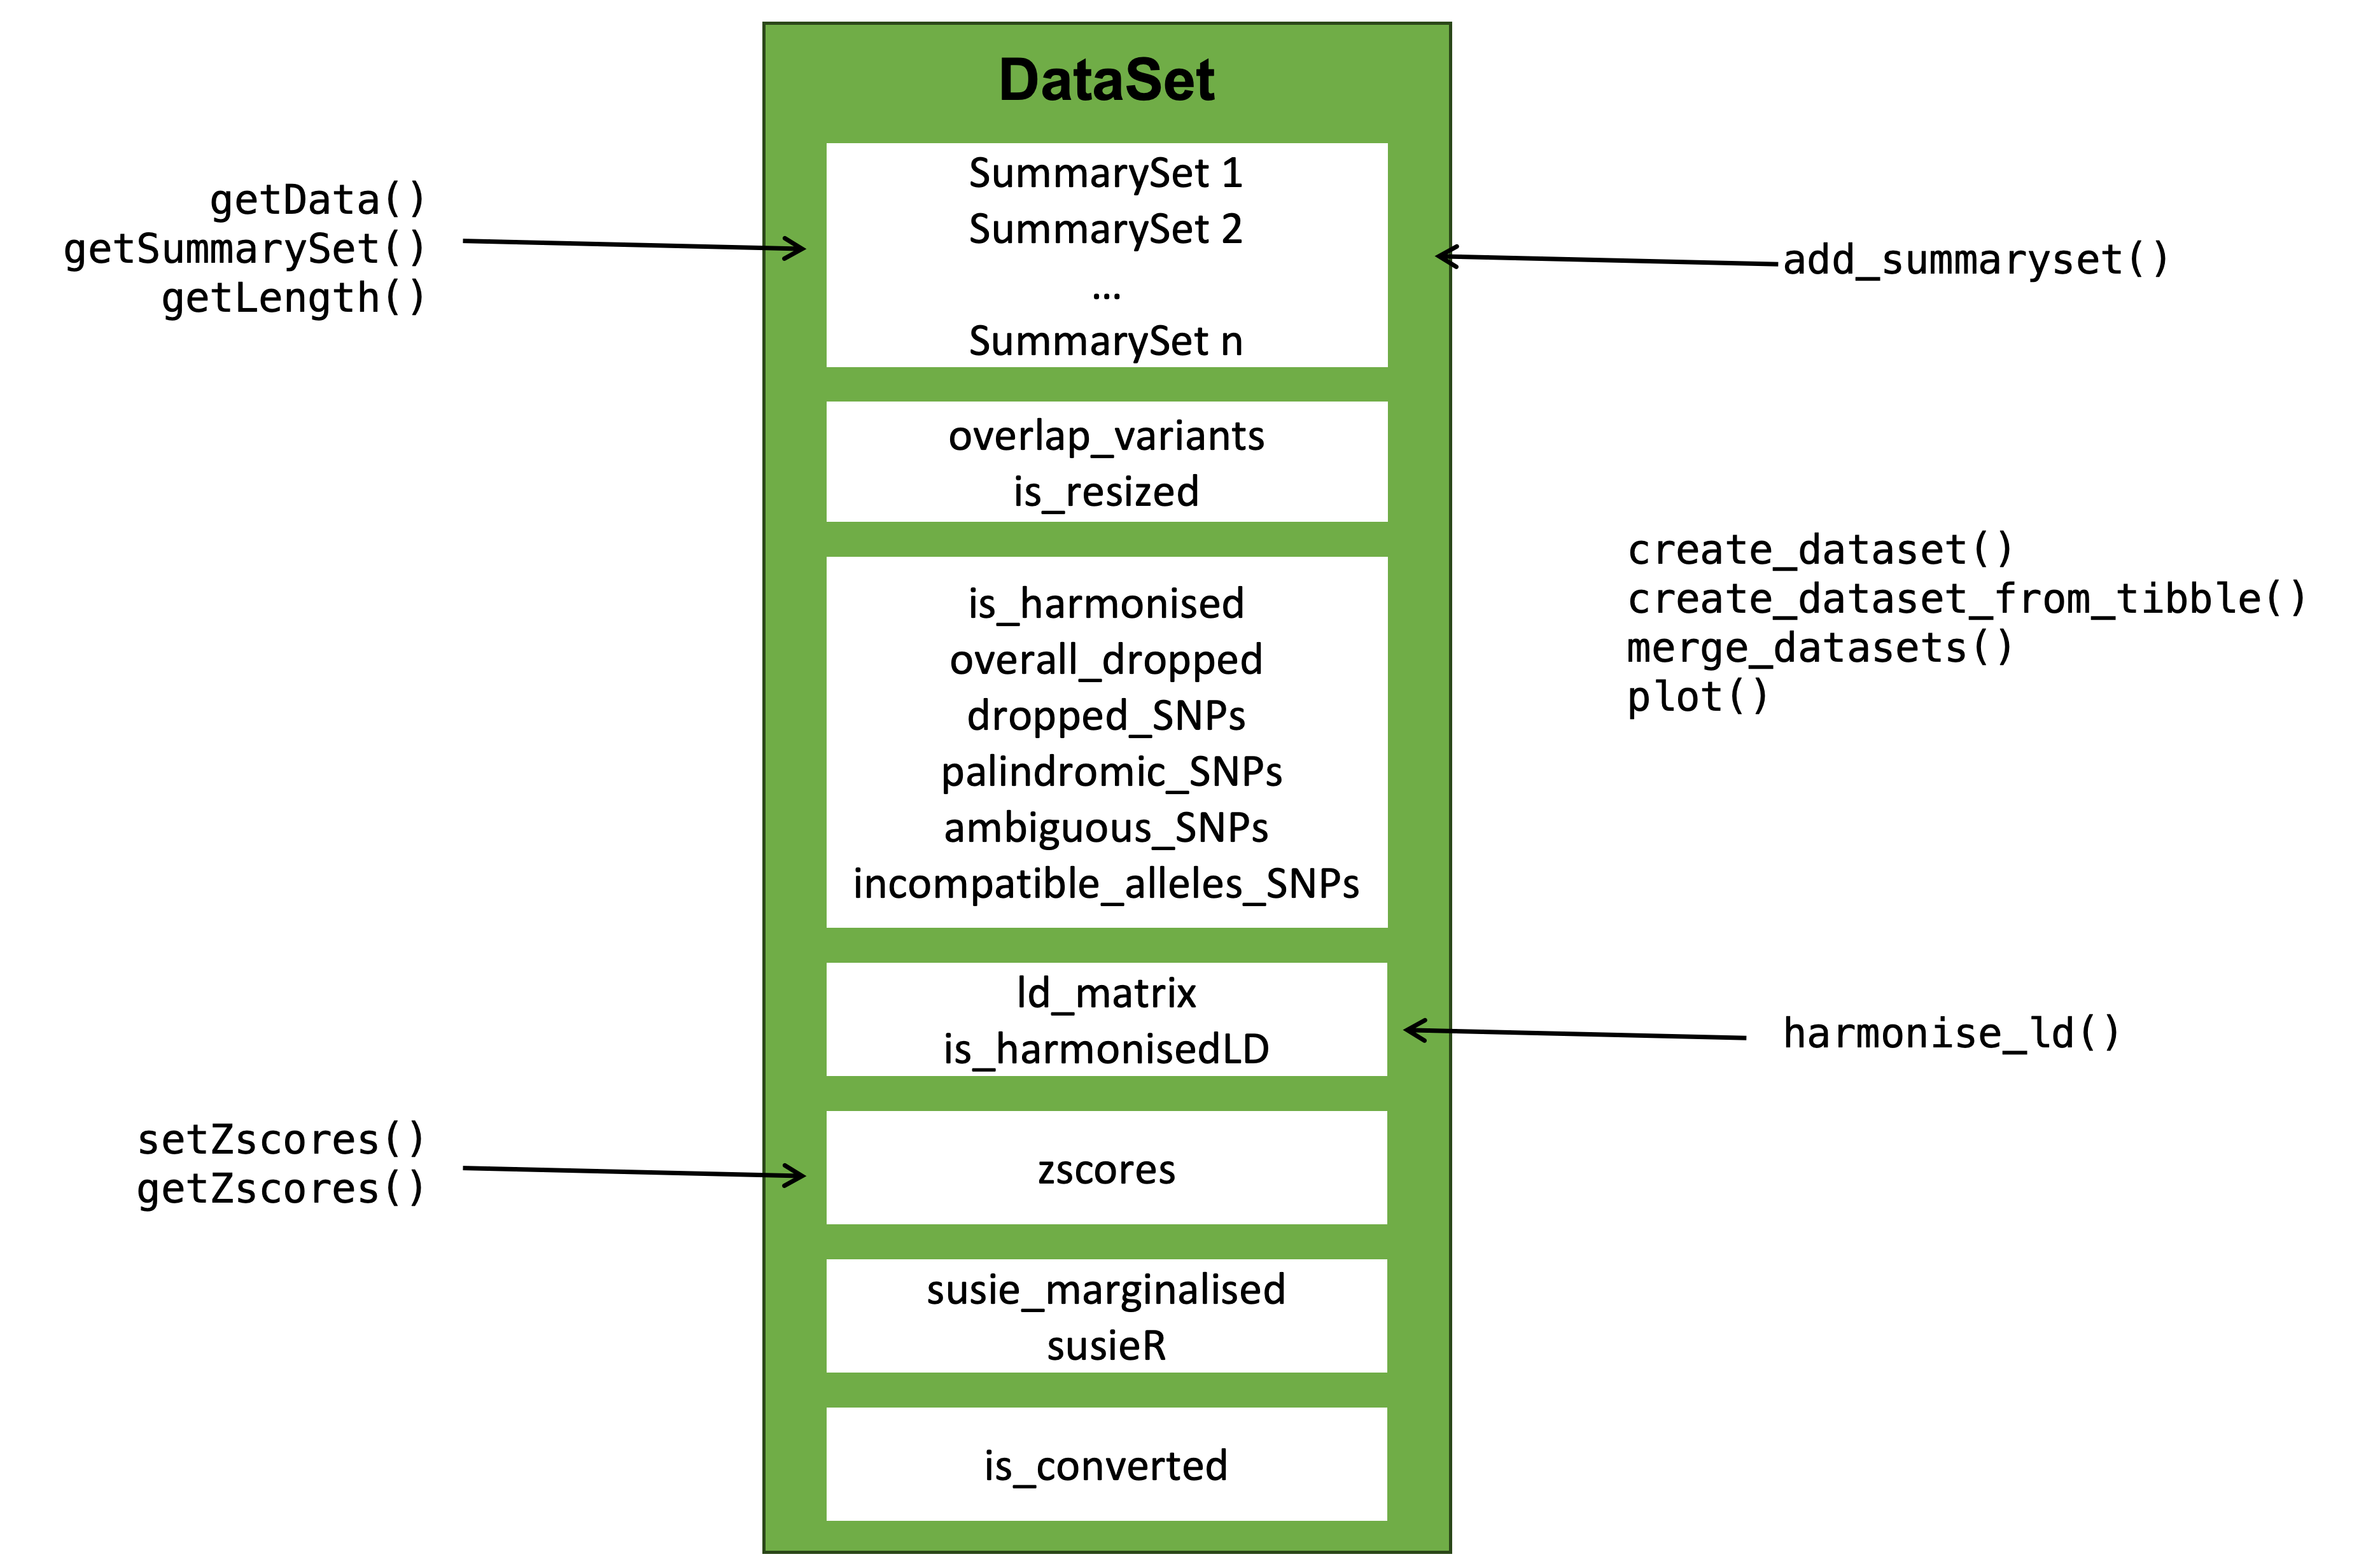 DataSet
getData()
getSummarySet()
getLength()
SummarySet 1
SummarySet 2
...
SummarySet n
add_summaryset()
overlap_variants
is_resized
create_dataset()
create_dataset_from_tibble()
merge_datasets()
plot()
is_harmonised
overall_dropped
dropped_SNPs
palindromic_SNPs
ambiguous_SNPs
incompatible_alleles_SNPs
ld_matrix
is_harmonisedLD
harmonise_ld()
setZscores()
getZscores()
zscores
susie_marginalised
susieR
is_converted